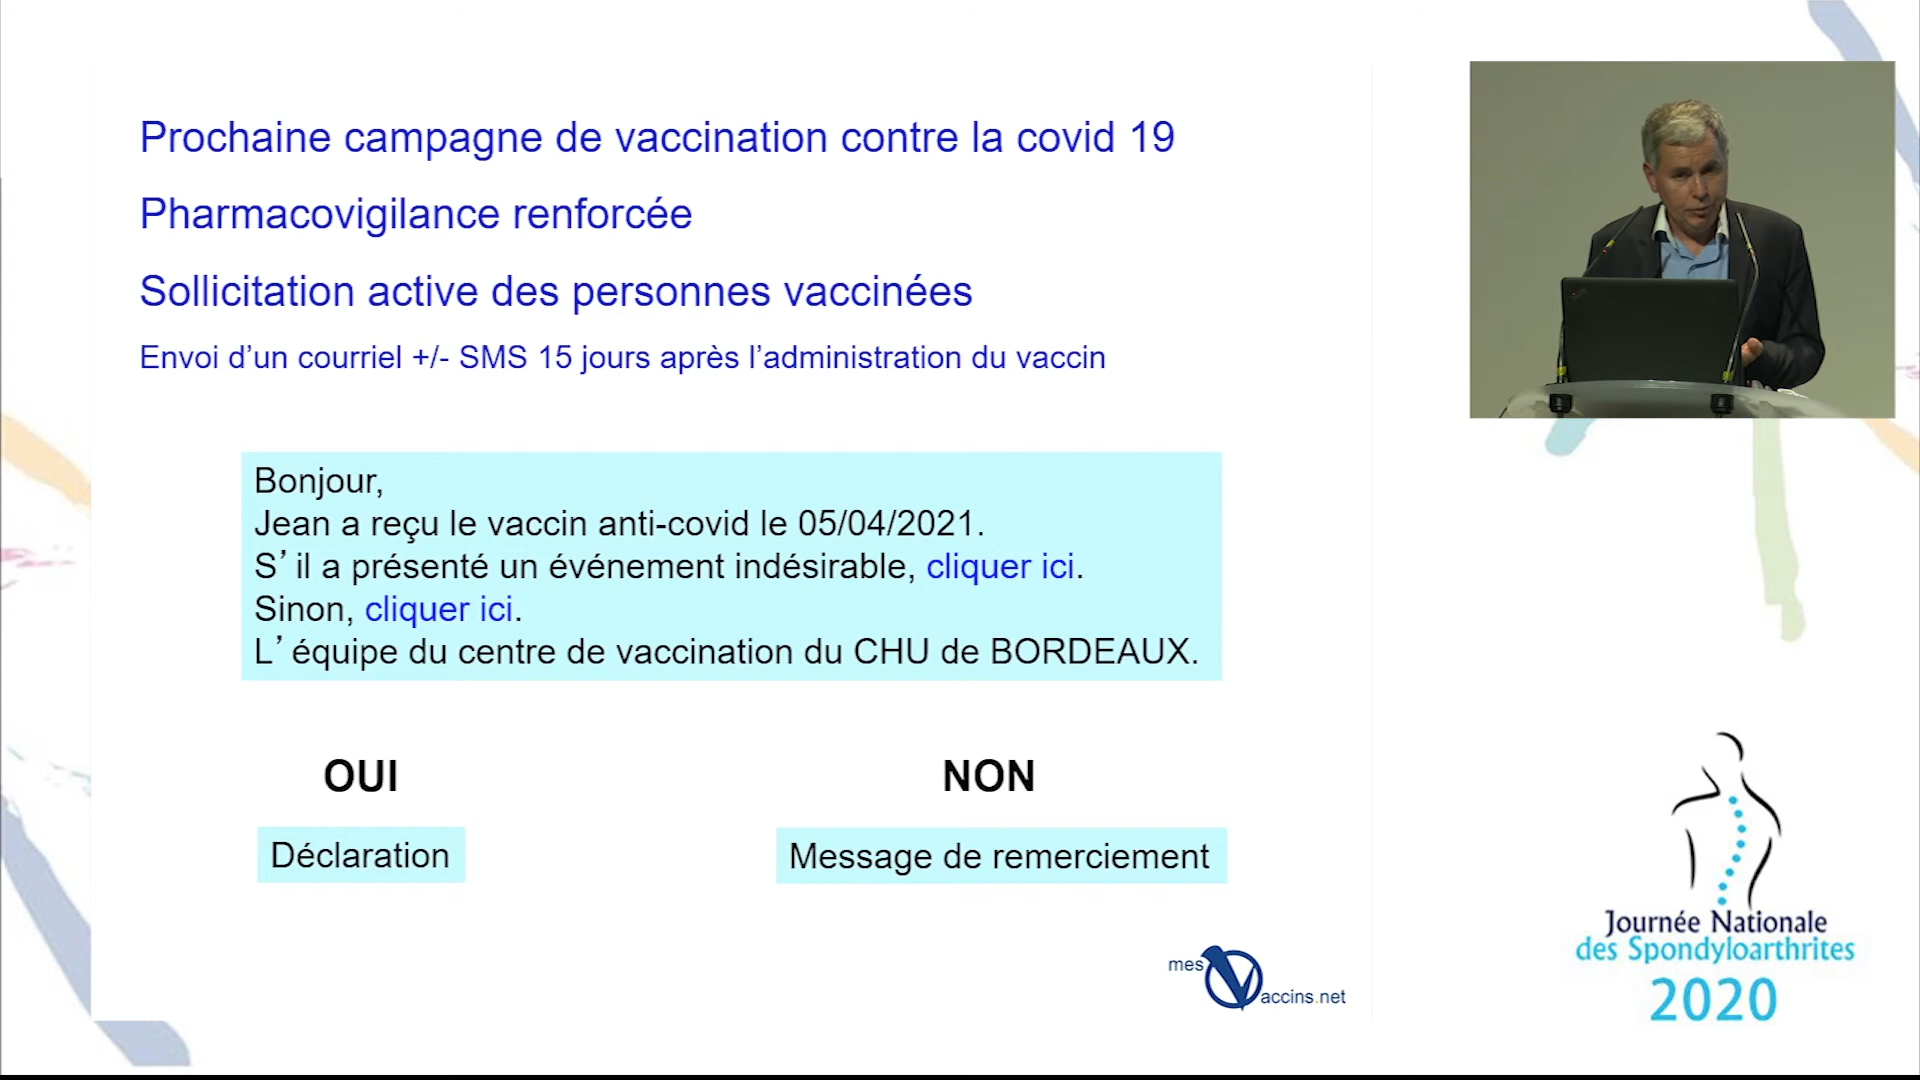 Prochaine campagne de vaccination contre la covid 19
Pharmacovigilance renforcée
Sollicitation active des personnes vaccinées
Envoi d’un courriel +/- SMS 15 jours après l’administration du vaccin
Bonjour,
Jean a reçu le vaccin anti-covid le 05/04/2021.
S’il a présenté un événement indésirable, cliquer ici.
Sinon, cliquer ici.
L’équipe du centre de vaccination du CHU de BORDEAUX.
OUI
NON
Déclaration
Message de remerciement
mes Vaccins.net
Journée Nationale
des Spondyloarthrites
2020